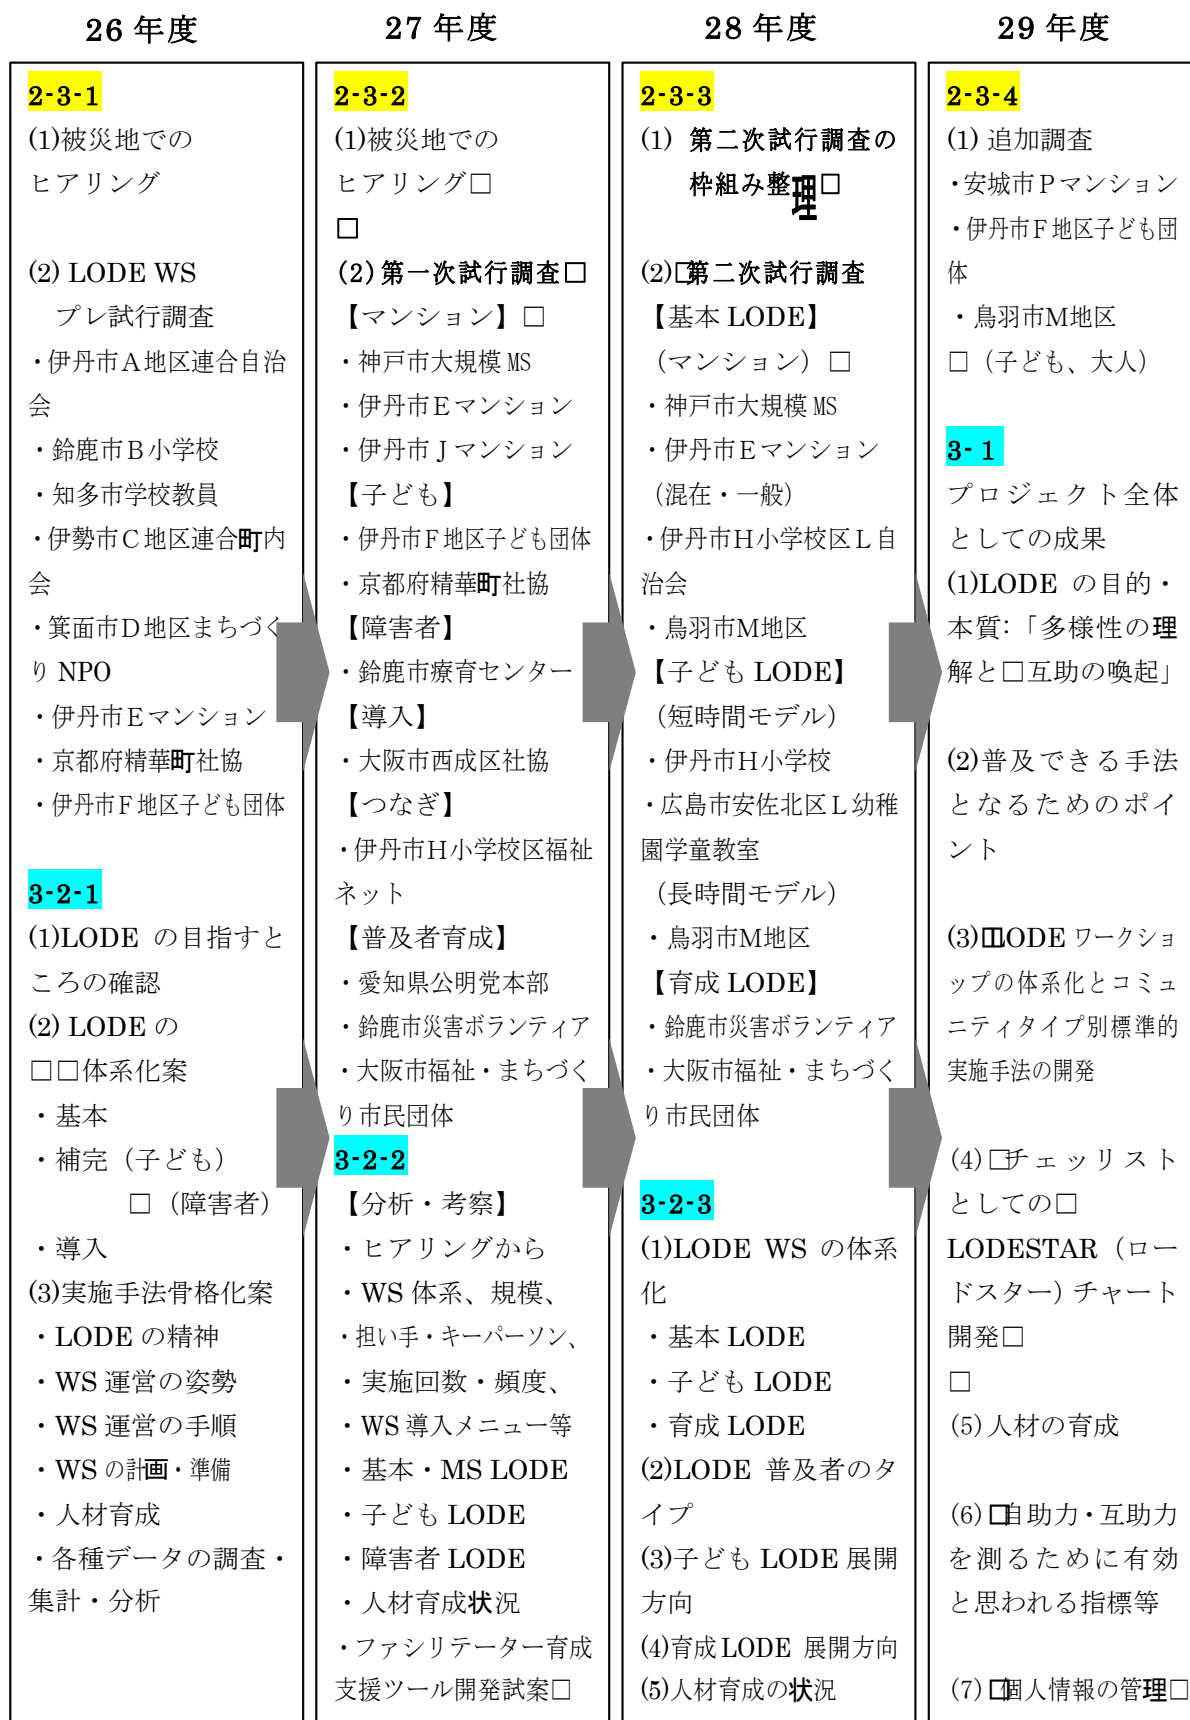 26 年度
27 年度
28 年度
29 年度
2-3-1
(1)被災地での
ヒアリング
(2) LODE WS
プレ試行調査
・伊丹市A地区連合自治
会
・鈴鹿市B小学校
・知多市学校教員
・伊勢市C地区連合町内
会
・箕面市D地区まちづく
り NPO
・伊丹市Eマンション
・京都府精華町社協
・伊丹市F地区子ども団体
3-2-1
(1)LODE の目指すと
ころの確認
(2) LODE の
□□体系化案
・基本
・補完（子ども）
□（障害者）
・導入
(3)実施手法骨格化案
・LODE の精神
・WS 運営の姿勢
・WS 運営の手順
・WS の計画・準備
・人材育成
・各種データの調査・
集計・分析
2-3-2
(1)被災地での
ヒアリング□
□
(2)第一次試行調査□
【マンション】□
・神戸市大規模 MS
・伊丹市Eマンション
・伊丹市Jマンション
【子ども】
・伊丹市F地区子ども団体
・京都府精華町社協
【障害者】
・鈴鹿市療育センター
【導入】
・大阪市西成区社協
【つなぎ】
・伊丹市H小学校区福祉
ネット
【普及者育成】
・愛知県公明党本部
・鈴鹿市災害ボランティア
・大阪市福祉・まちづく
り市民団体
3-2-2
【分析・考察】
・ヒアリングから
・WS 体系、規模、
・担い手・キーパーソン、
・実施回数・頻度、
・WS 導入メニュー等
・基本・MS LODE
・子ども LODE
・障害者 LODE
・人材育成状況
・ファシリテーター育成
支援ツール開発試案□
2-3-3
(1) 第二次試行調査の
枠組み整理□
(2)□第二次試行調査
【基本 LODE】
（マンション）□
・神戸市大規模 MS
・伊丹市Eマンション
（混在・一般）
・伊丹市H小学校区L自
治会
・鳥羽市M地区
【子ども LODE】
（短時間モデル）
・伊丹市H小学校
・広島市安佐北区L幼稚
園学童教室
（長時間モデル）
・鳥羽市M地区
【育成 LODE】
・鈴鹿市災害ボランティア
・大阪市福祉・まちづく
り市民団体
3-2-3
(1)LODE WS の体系
化
・基本 LODE
・子ども LODE
・育成 LODE
(2)LODE 普及者のタ
イプ
(3)子ども LODE 展開
方向
(4)育成 LODE 展開方向
(5)人材育成の状況
2-3-4
(1) 追加調査
・安城市Pマンション
・伊丹市F地区子ども団
体
・鳥羽市M地区
□（子ども、大人）
3-1
プロジェクト全体
としての成果
(1)LODE の目的・
本質:「多様性の理
解と□互助の喚起」
(2)普及できる手法
となるためのポイ
ント
(3)□□LODE ワークショ
ップの体系化とコミュ
ニティタイプ別標準的
実施手法の開発
(4)□チェッリスト
としての□
LODESTAR（ロー
ドスター）チャート
開発□
□
(5)人材の育成
(6)□自助力・互助力
を測るために有効
と思われる指標等
(7)□個人情報の管理□